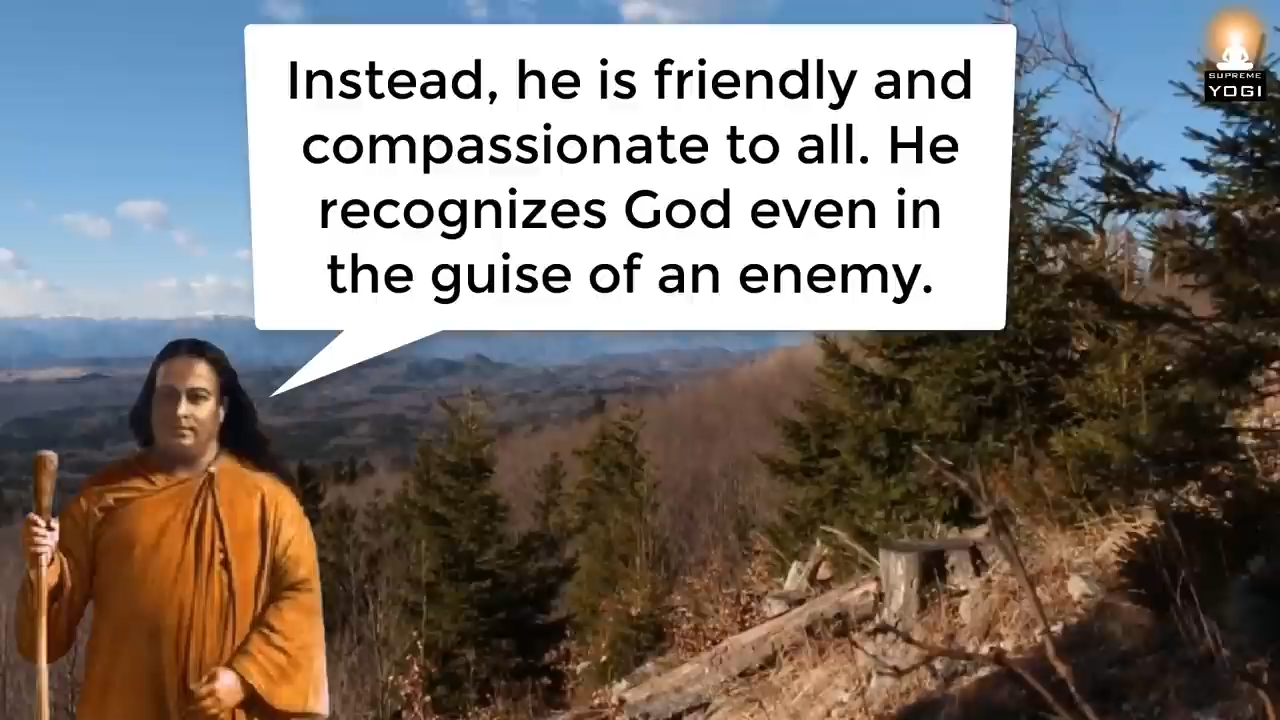 Instead, he is friendly and
compassionate to all. He
recognizes God even in
the guise of an enemy.
SUPREME
YOGI